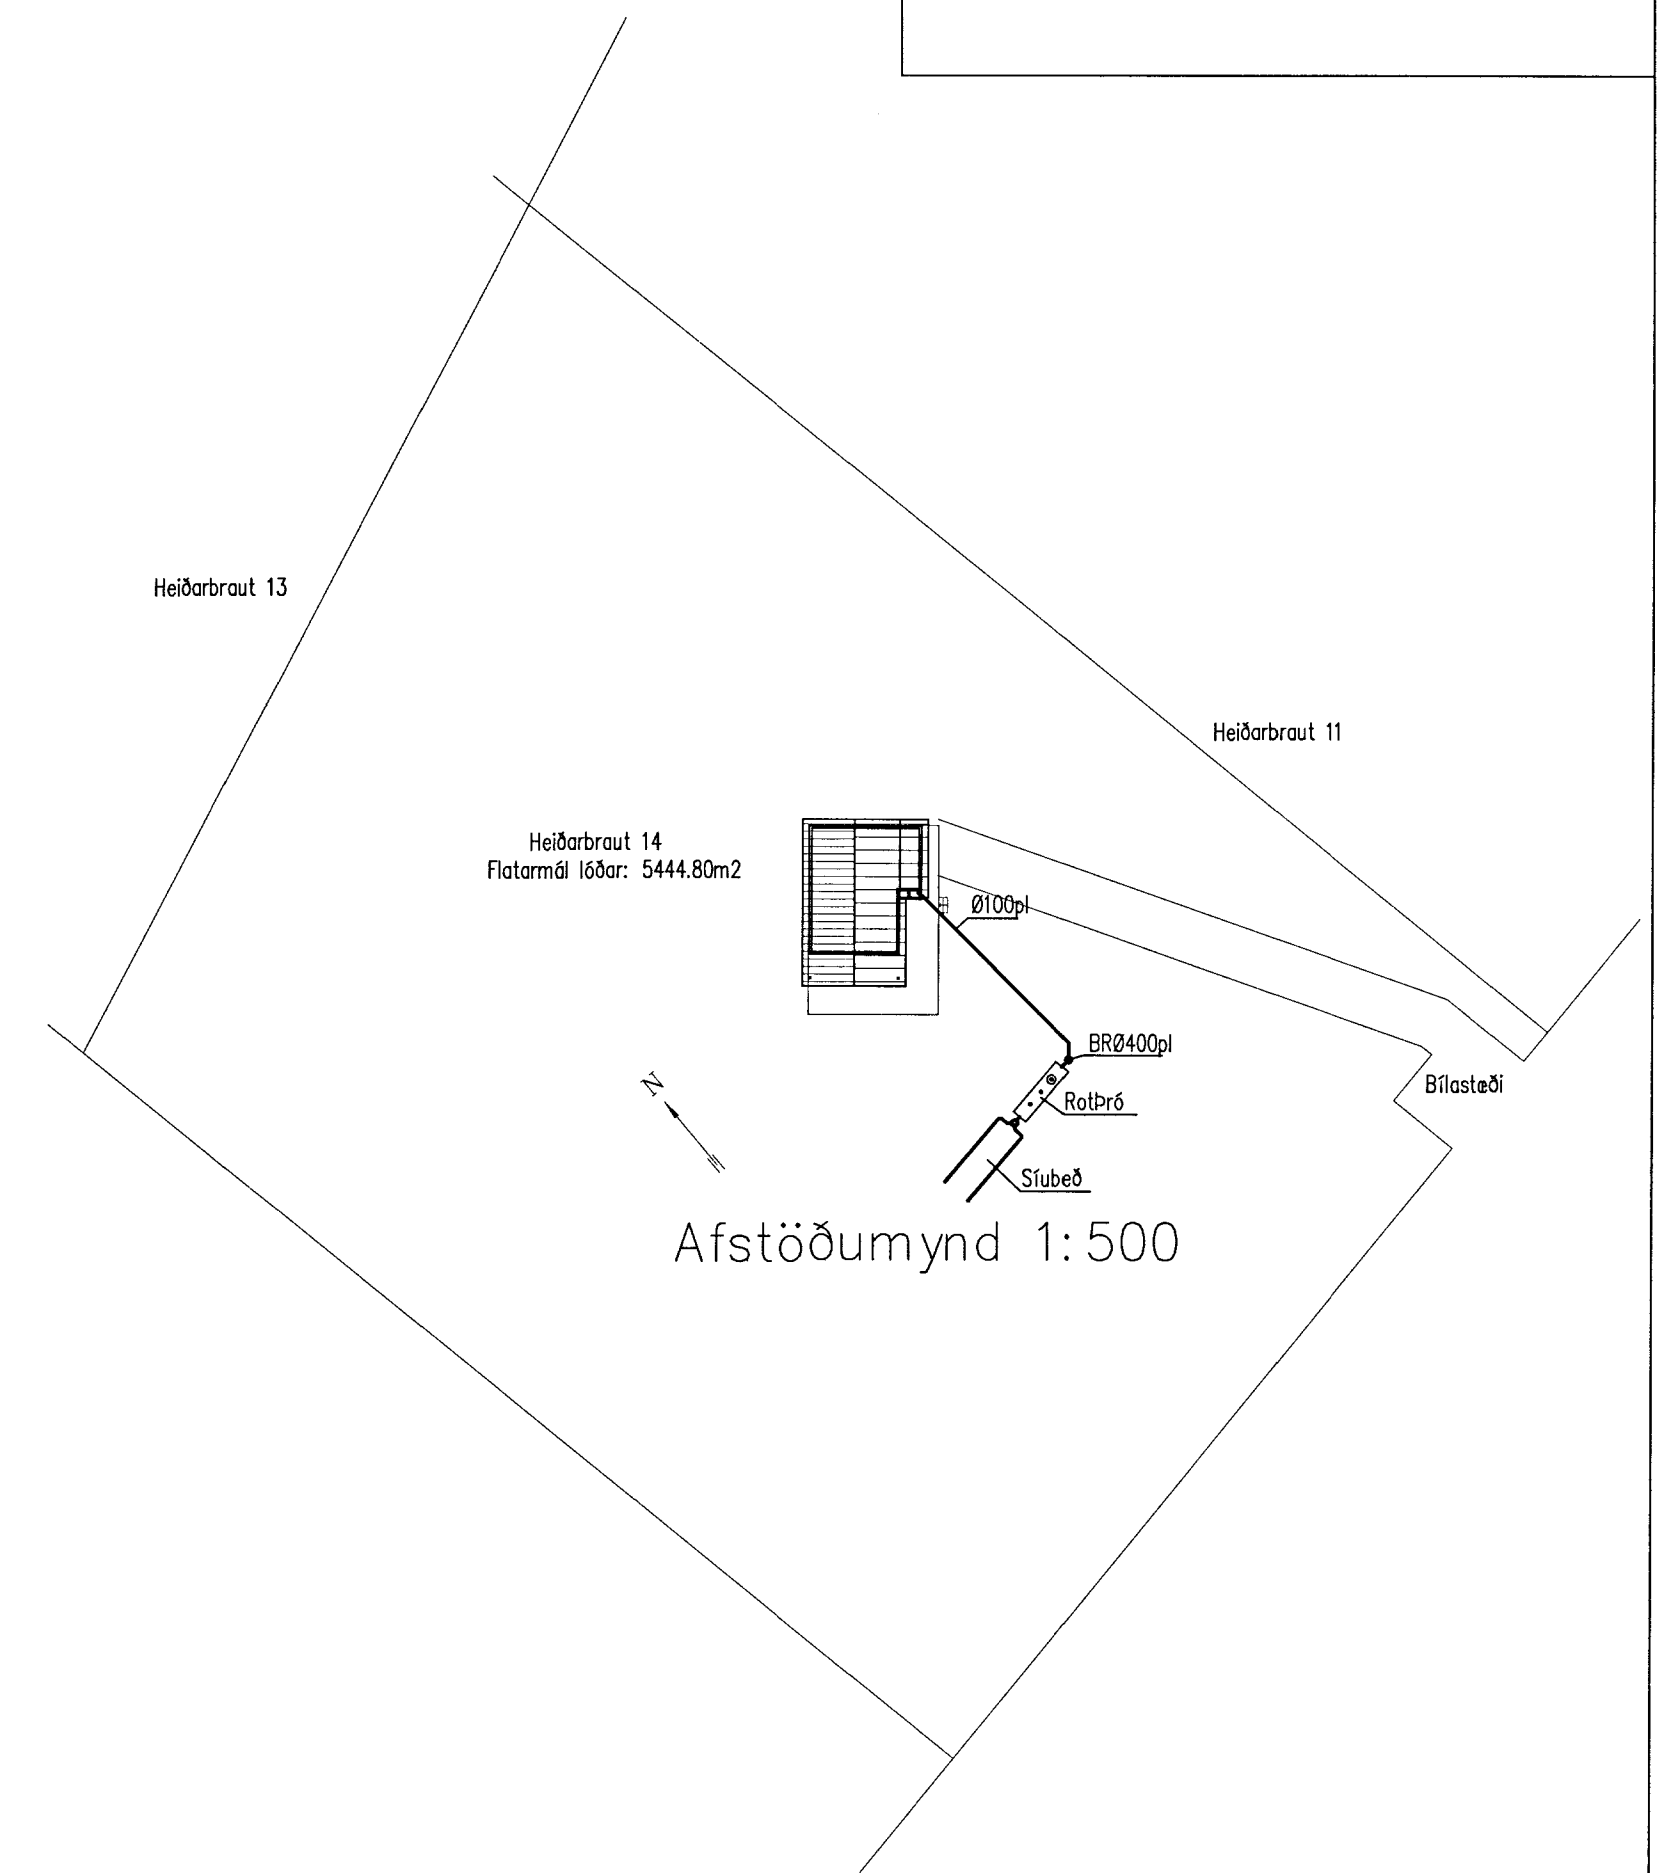 Heiðarbraut 13
Heiðarbraut 11
Heiðarbraut 14
Flatarmál lóðar: 5444.80m2
Ø100pl
BRØ400pl
Bílastæði
RotÞró
N
Síubeð
Afstöðumynd 1:500